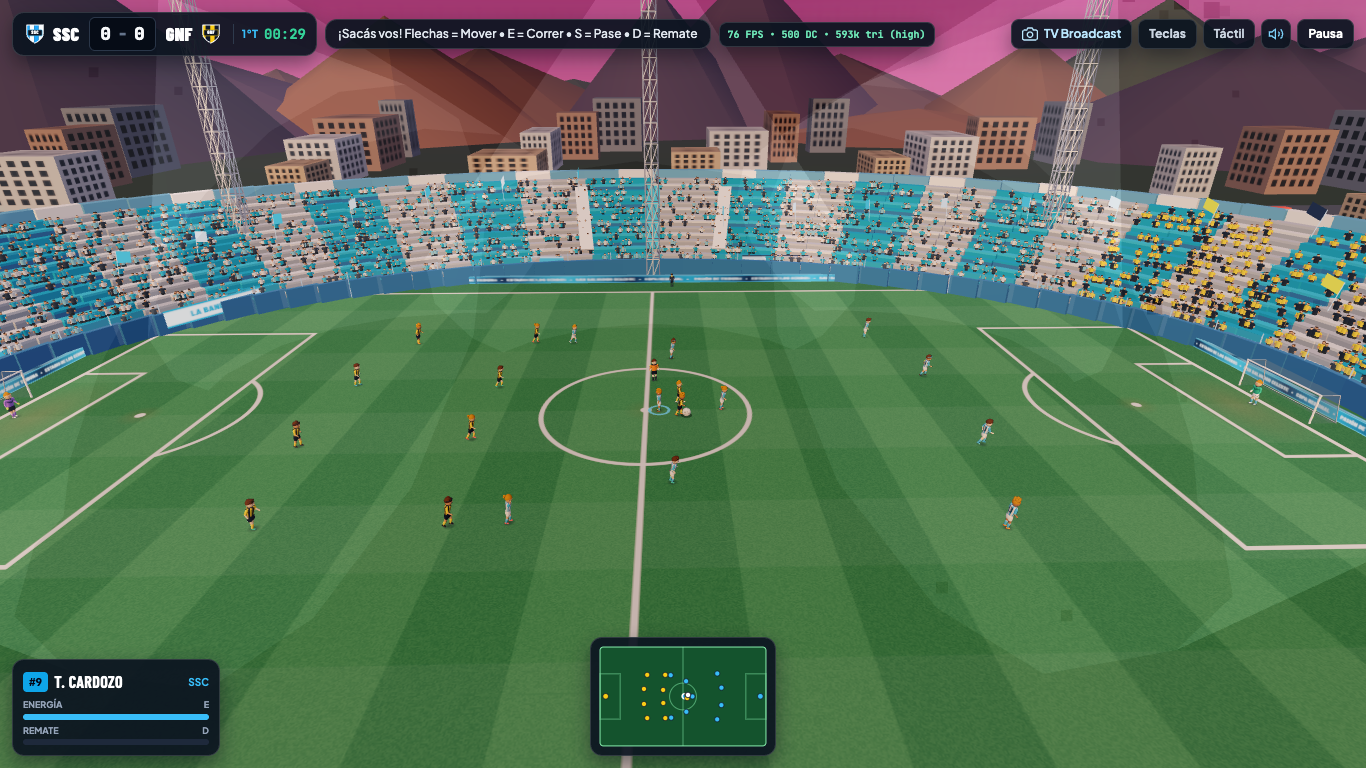 SSC 0 - 0 GNF 1°T 00:29
¡Sacás vos! Flechas = Mover • E = Correr • S = Pase • D = Remate
76 FPS • 500 DC • 593k tri (high)
TV Broadcast
Teclas
Táctil
Pausa
#9 T. CARDOZO SSC
ENERGÍA E
REMATE D